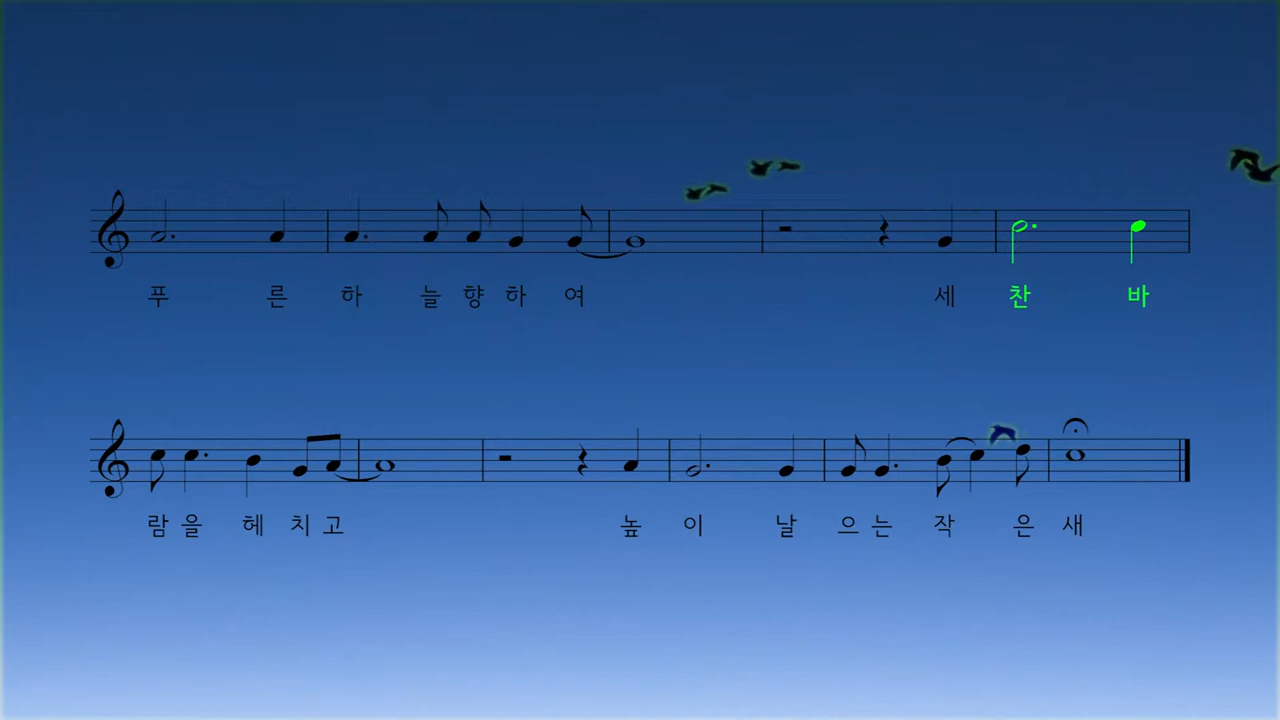 푸 른 하 늘 향 하 여 세 찬 바
람 을 헤 치 고 높 이 날 으 는 작 은 새